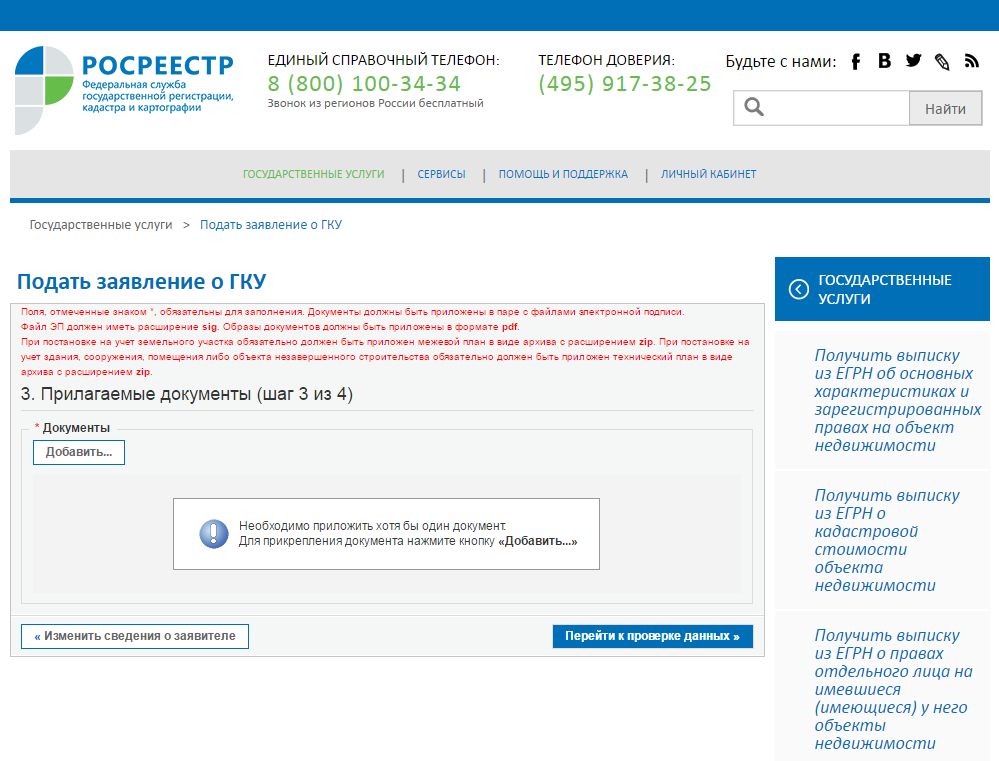 РОСРЕЕСТР
Федеральная служба
государственной регистрации,
кадастра и картографии
ЕДИНЫЙ СПРАВОЧНЫЙ ТЕЛЕФОН:
8 (800) 100-34-34
Звонок из регионов России бесплатный
ТЕЛЕФОН ДОВЕРИЯ:
(495) 917-38-25
Будьте с нами:
Найти
ГОСУДАРСТВЕННЫЕ УСЛУГИ | СЕРВИСЫ | ПОМОЩЬ И ПОДДЕРЖКА | ЛИЧНЫЙ КАБИНЕТ
Государственные услуги > Подать заявление о ГКУ
Подать заявление о ГКУ
Поля, отмеченные знаком *, обязательны для заполнения. Документы должны быть приложены в паре с файлами электронной подписи.
Файл ЭП должен иметь расширение sig. Образы документов должны быть приложены в формате pdf.
При постановке на учет земельного участка обязательно должен быть приложен межевой план в виде архива с расширением zip. При постановке на
учет здания, сооружения, помещения либо объекта незавершенного строительства обязательно должен быть приложен технический план в виде
архива с расширением zip.
3. Прилагаемые документы (шаг 3 из 4)
* Документы
Добавить...
Необходимо приложить хотя бы один документ.
Для прикрепления документа нажмите кнопку «Добавить...»
« Изменить сведения о заявителе
Перейти к проверке данных »
ГОСУДАРСТВЕННЫЕ
УСЛУГИ
Получить выписку
из ЕГРН об основных
характеристиках и
зарегистрированных
правах на объект
недвижимости
Получить выписку
из ЕГРН о
кадастровой
стоимости
объекта
недвижимости
Получить выписку
из ЕГРН о правах
отдельного лица на
имевшиеся
(имеющиеся) у него
объекты
недвижимости